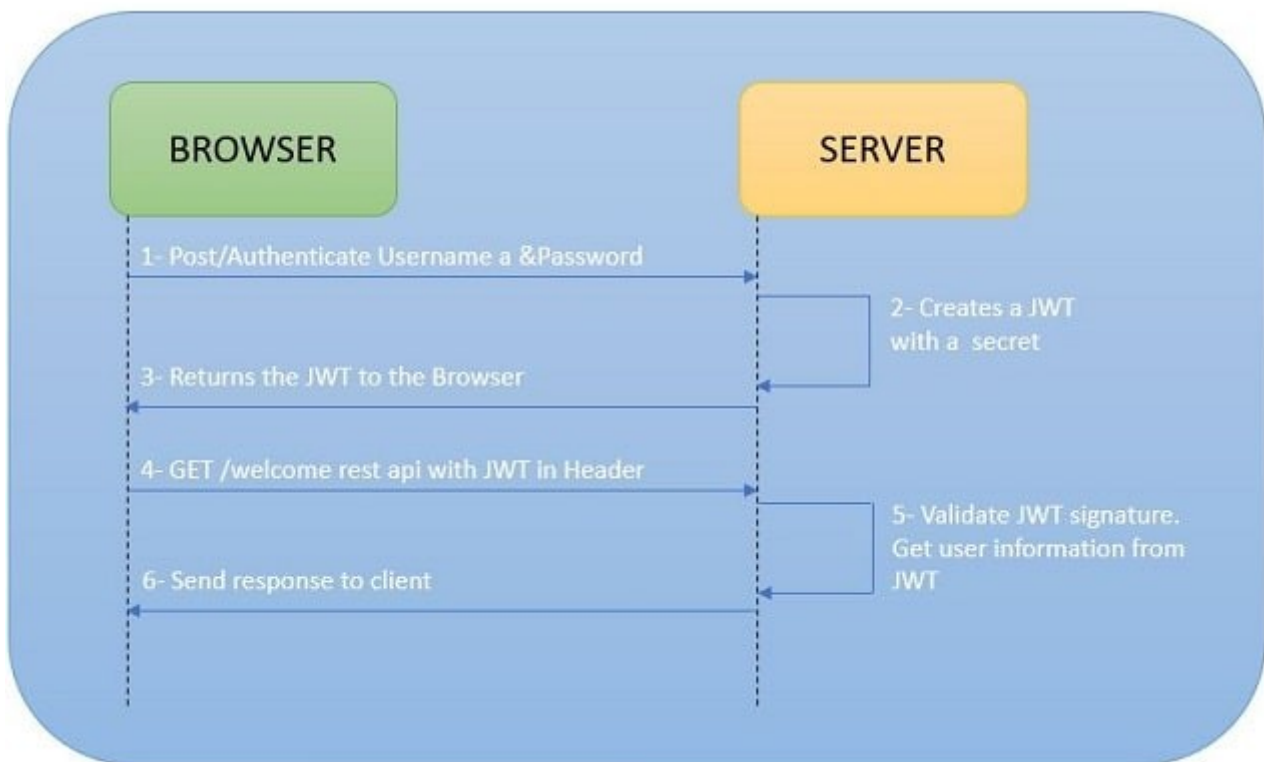 BROWSER
SERVER
1- Post/Authenticate Username a &Password
2- Creates a JWT
with a secret
3- Returns the JWT to the Browser
4- GET /welcome rest api with JWT in Header
5- Validate JWT signature.
Get user information from
JWT
6- Send response to client